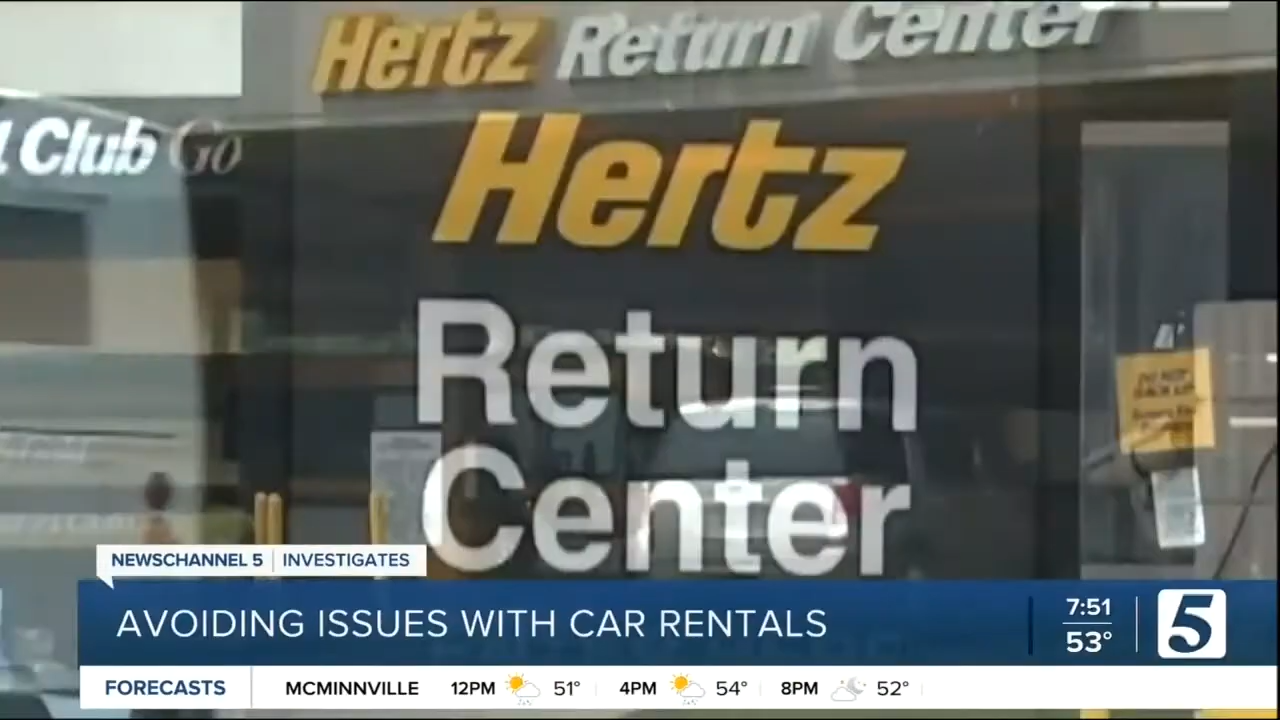 Hertz Return Center
Club Go
Hertz
Return
Center
NEWSCHANNEL 5 | INVESTIGATES
AVOIDING ISSUES WITH CAR RENTALS
7:51
53°
5
FORECASTS MCMINNVILLE 12PM 51° 4PM 54° 8PM 52°